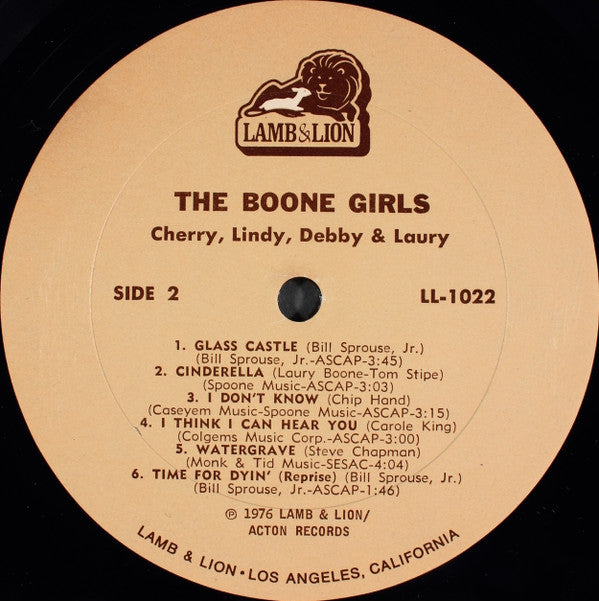 LAMB & LION
THE BOONE GIRLS
Cherry, Lindy, Debby & Laury
SIDE 2
LL-1022
1. GLASS CASTLE (Bill Sprouse, Jr.)
(Bill Sprouse, Jr.-ASCAP-3:45)
2. CINDERELLA (Laury Boone-Tom Stipe)
(Spoone Music-ASCAP-3:03)
3. I DON'T KNOW (Chip Hand)
(Caseyem Music-Spoone Music-ASCAP-3:15)
4. I THINK I CAN HEAR YOU (Carole King)
(Colgems Music Corp.-ASCAP-3:00)
5. WATERGRAVE (Steve Chapman)
(Monk & Tid Music-SESAC-4:04)
6. TIME FOR DYIN' (Reprise) (Bill Sprouse, Jr.)
(Bill Sprouse, Jr.-ASCAP-1:46)
℗ 1976 LAMB & LION/
ACTON RECORDS
LAMB & LION • LOS ANGELES, CALIFORNIA